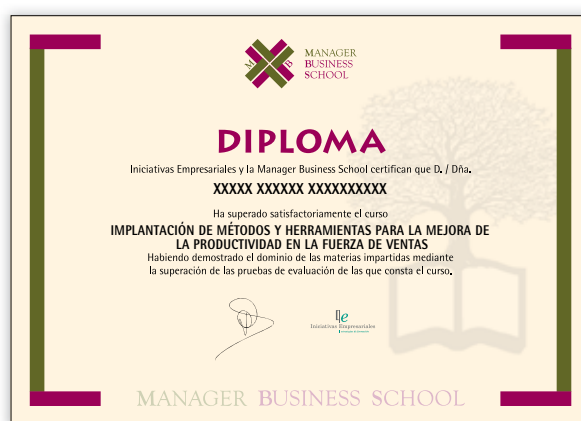 MANAGER
BUSINESS
SCHOOL
M B
DIPLOMA
Iniciativas Empresariales y la Manager Business School certifican que D. / Dña.
XXXXX XXXXXX XXXXXXXXXX
Ha superado satisfactoriamente el curso
IMPLANTACIÓN DE MÉTODOS Y HERRAMIENTAS PARA LA MEJORA DE
LA PRODUCTIVIDAD EN LA FUERZA DE VENTAS
Habiendo demostrado el dominio de las materias impartidas mediante
la superación de las pruebas de evaluación de las que consta el curso.
Iniciativas Empresariales
MANAGER BUSINESS SCHOOL